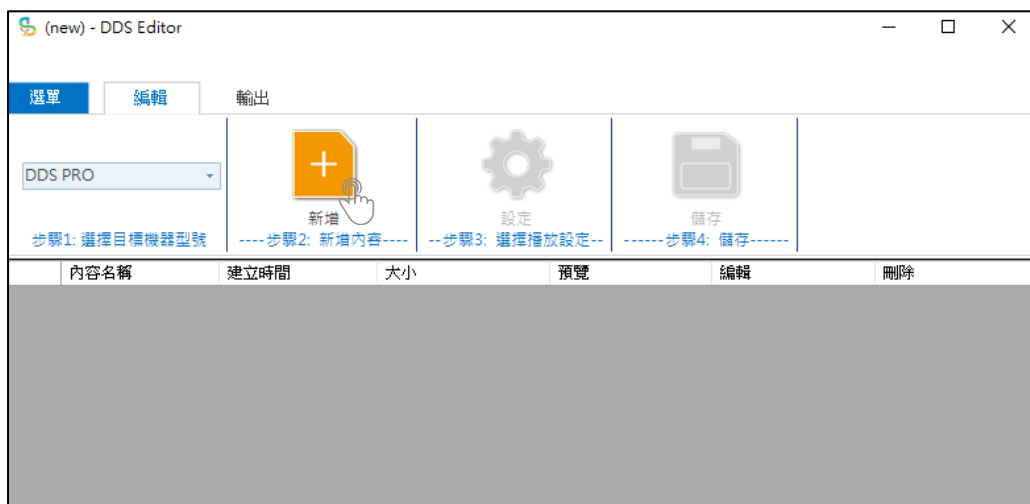 (new) - DDS Editor
選單 編輯 輸出
DDS PRO
新增 設定 儲存
步驟1: 選擇目標機器型號 ----步驟2: 新增內容---- --步驟3: 選擇播放設定-- ------步驟4: 儲存------
內容名稱 建立時間 大小 預覽 編輯 刪除